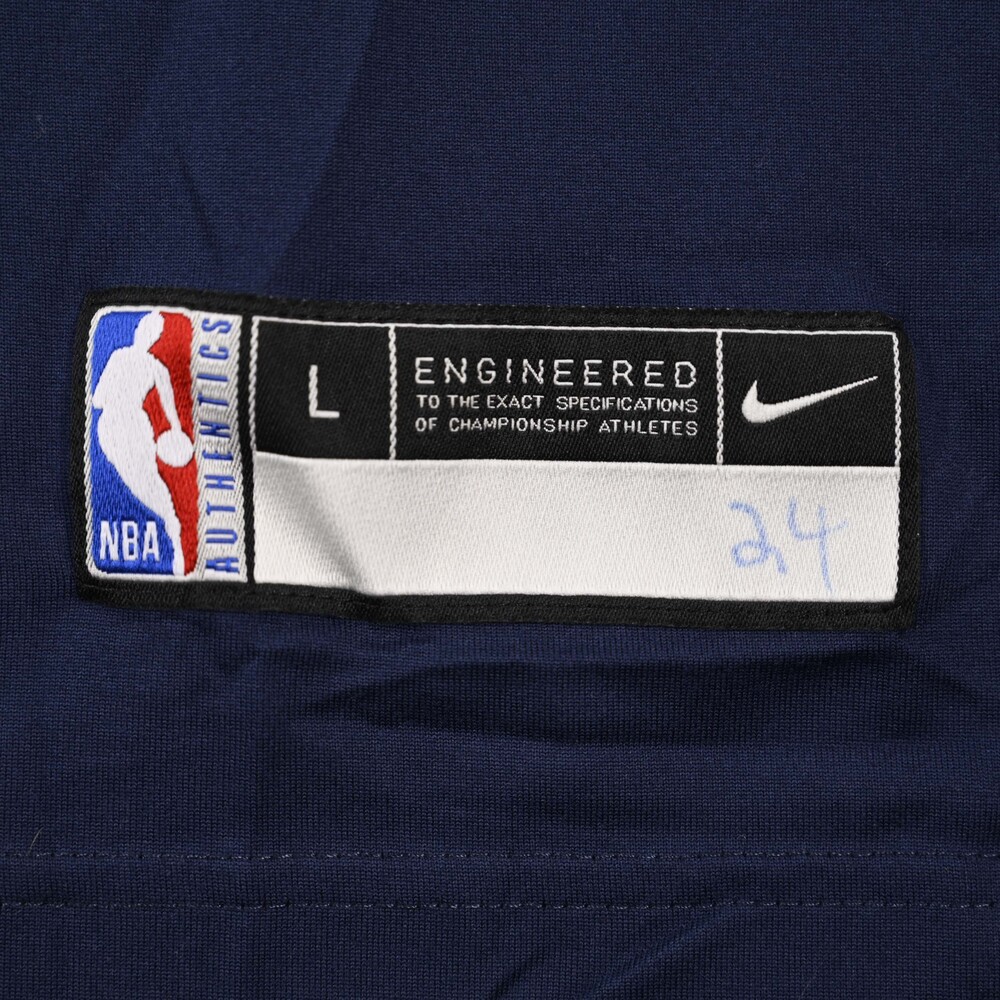 NBA
AUTHENTICS
L
ENGINEERED
TO THE EXACT SPECIFICATIONS
OF CHAMPIONSHIP ATHLETES
24